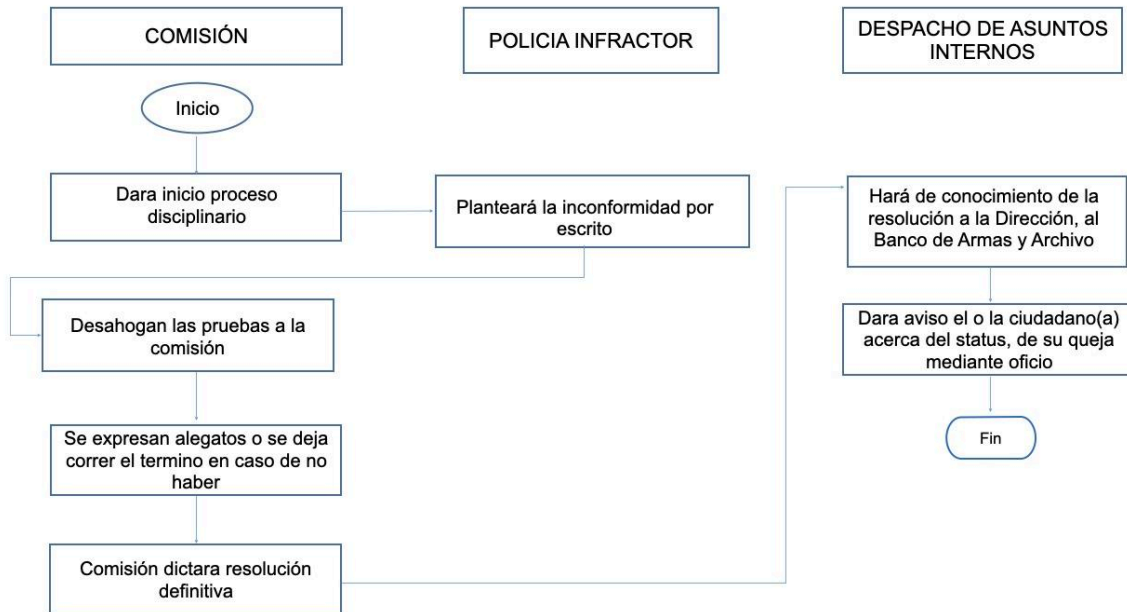 COMISIÓN
POLICIA INFRACTOR
DESPACHO DE ASUNTOS
INTERNOS
Inicio
Dara inicio proceso
disciplinario
Planteará la inconformidad por
escrito
Desahogan las pruebas a la
comisión
Se expresan alegatos o se deja
correr el termino en caso de no
haber
Comisión dictara resolución
definitiva
Hará de conocimiento de la
resolución a la Dirección, al
Banco de Armas y Archivo
Dara aviso el o la ciudadano(a)
acerca del status, de su queja
mediante oficio
Fin